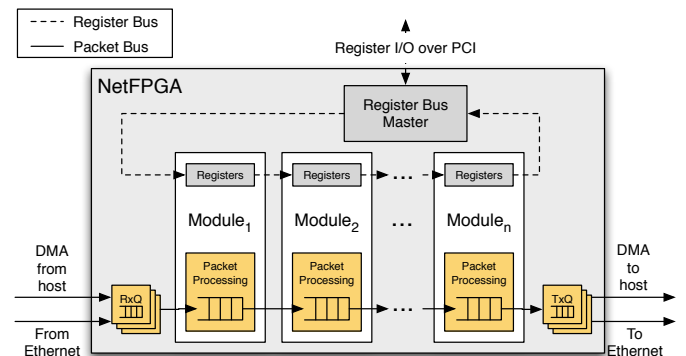 Register Bus
Packet Bus
Register I/O over PCI
NetFPGA
Register Bus
Master
Registers
Registers
...
Registers
Module1
Module2
...
Modulen
DMA
from
host
Packet
Processing
Packet
Processing
Packet
Processing
DMA
to
host
RxQ
...
TxQ
From
Ethernet
To
Ethernet